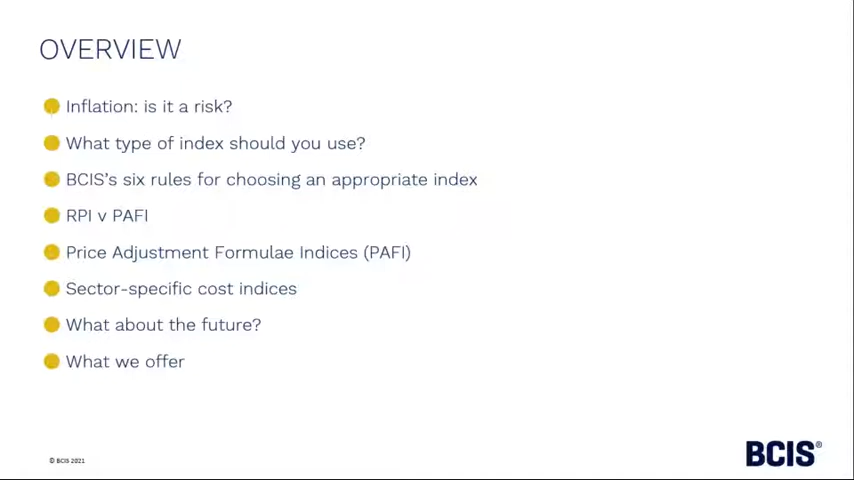 OVERVIEW
Inflation: is it a risk?
What type of index should you use?
BCIS's six rules for choosing an appropriate index
RPI v PAFI
Price Adjustment Formulae Indices (PAFI)
Sector-specific cost indices
What about the future?
What we offer
© BCIS 2021
BCIS®